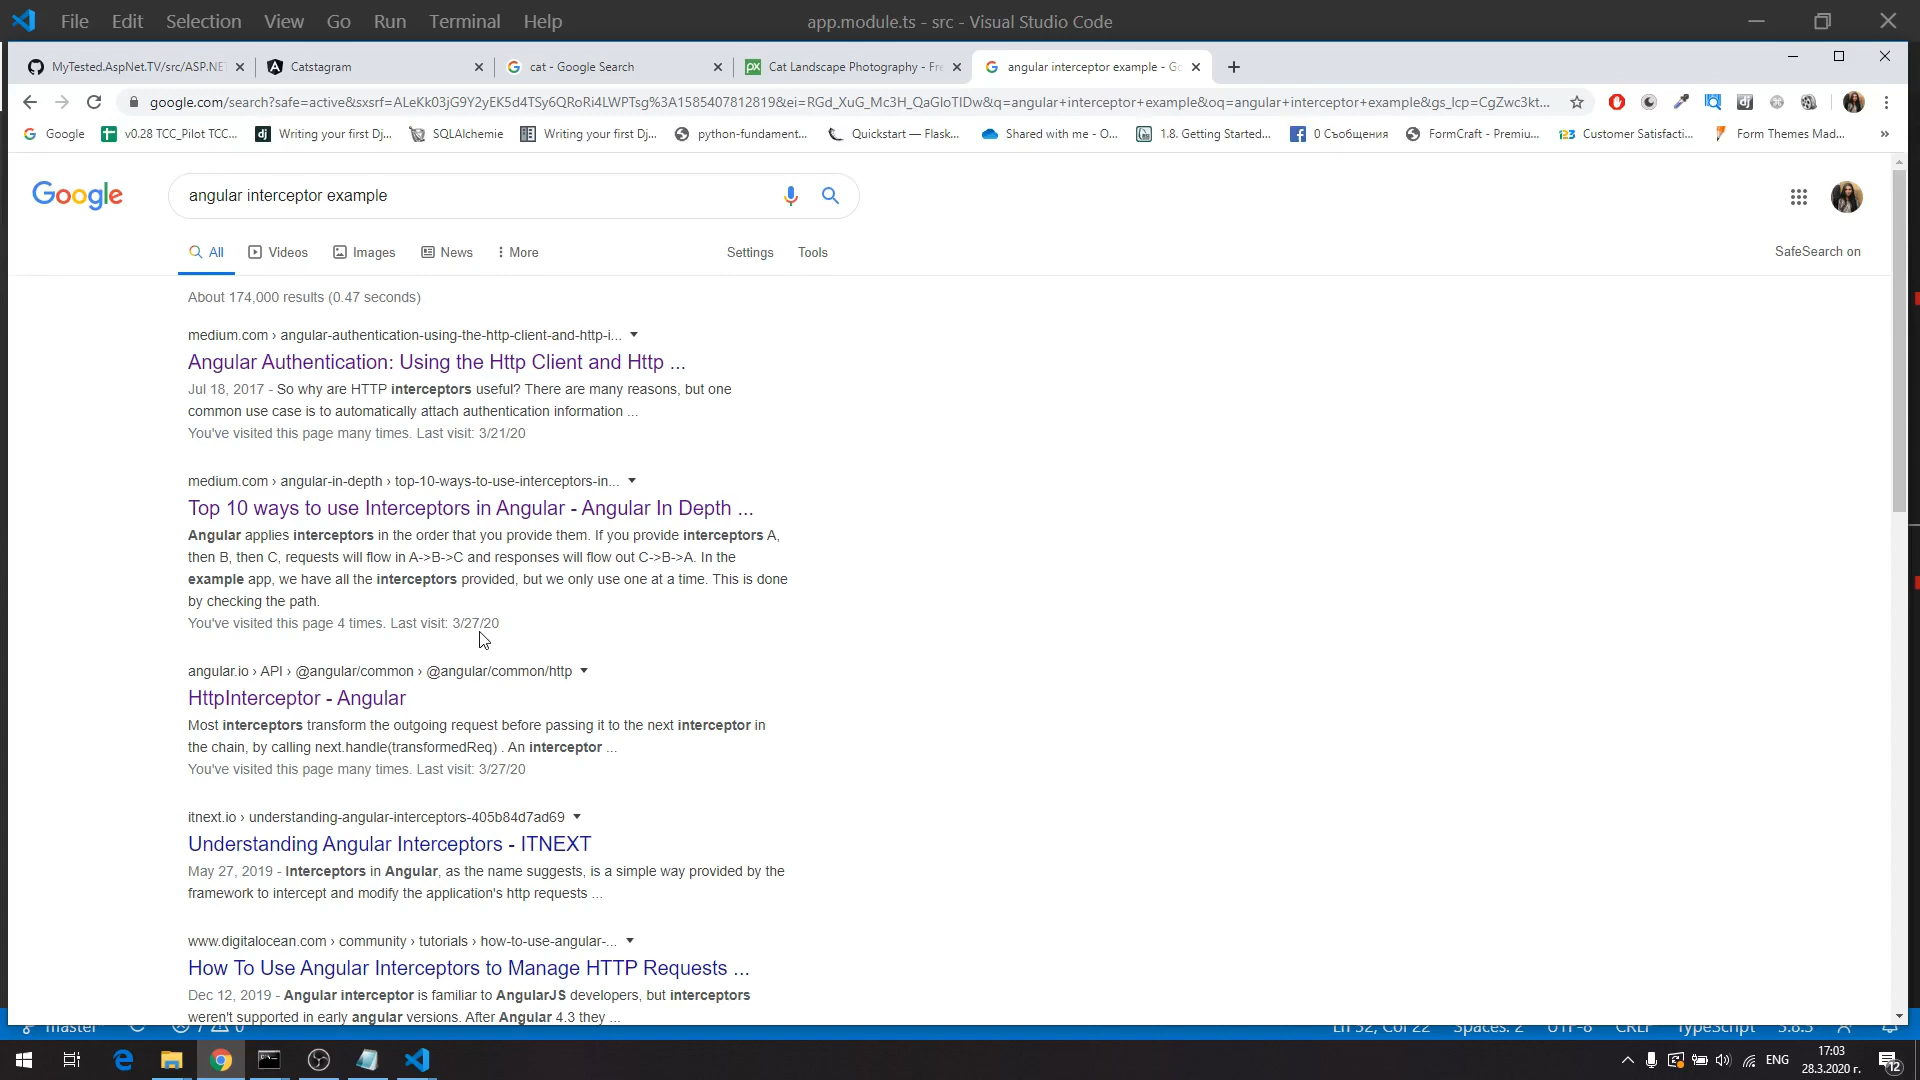 File Edit Selection View Go Run Terminal Help app.module.ts - src - Visual Studio Code
MyTested.AspNet.TV/src/ASP.NE Catstagram cat - Google Search Cat Landscape Photography - Fre angular interceptor example - Go
google.com/search?safe=active&sxsrf=ALeKk03jG9Y2yEK5d4TSy6QRoRi4LWPTsg%3A1585407812819&ei=RGd_XuG_Mc3H_QaGloTIDw&q=angular+interceptor+example&oq=angular+interceptor+example&gs_lcp=CgZwc3kt...
Google v0.28 TCC_Pilot TCC... Writing your first Dj... SQLAlchemie Writing your first Dj... python-fundament... Quickstart — Flask... Shared with me - O... 1.8. Getting Started... 0 Съобщения FormCraft - Premiu... Customer Satisfacti... Form Themes Mad... »
Google angular interceptor example
All Videos Images News More Settings Tools SafeSearch on
About 174,000 results (0.47 seconds)
medium.com › angular-authentication-using-the-http-client-and-http-i...
Angular Authentication: Using the Http Client and Http ...
Jul 18, 2017 - So why are HTTP interceptors useful? There are many reasons, but one
common use case is to automatically attach authentication information ...
You've visited this page many times. Last visit: 3/21/20
medium.com › angular-in-depth › top-10-ways-to-use-interceptors-in...
Top 10 ways to use Interceptors in Angular - Angular In Depth ...
Angular applies interceptors in the order that you provide them. If you provide interceptors A,
then B, then C, requests will flow in A->B->C and responses will flow out C->B->A. In the
example app, we have all the interceptors provided, but we only use one at a time. This is done
by checking the path.
You've visited this page 4 times. Last visit: 3/27/20
angular.io › API › @angular/common › @angular/common/http
HttpInterceptor - Angular
Most interceptors transform the outgoing request before passing it to the next interceptor in
the chain, by calling next.handle(transformedReq) . An interceptor ...
You've visited this page many times. Last visit: 3/27/20
itnext.io › understanding-angular-interceptors-405b84d7ad69
Understanding Angular Interceptors - ITNEXT
May 27, 2019 - Interceptors in Angular, as the name suggests, is a simple way provided by the
framework to intercept and modify the application's http requests ...
www.digitalocean.com › community › tutorials › how-to-use-angular-...
How To Use Angular Interceptors to Manage HTTP Requests ...
Dec 12, 2019 - Angular interceptor is familiar to AngularJS developers, but interceptors
weren't supported in early angular versions. After Angular 4.3 they ...
master 7 0 Ln 32, Col 22 Spaces: 2 UTF-8 CRLF TypeScript 3.8.3
ENG 17:03
28.3.2020 г. 12